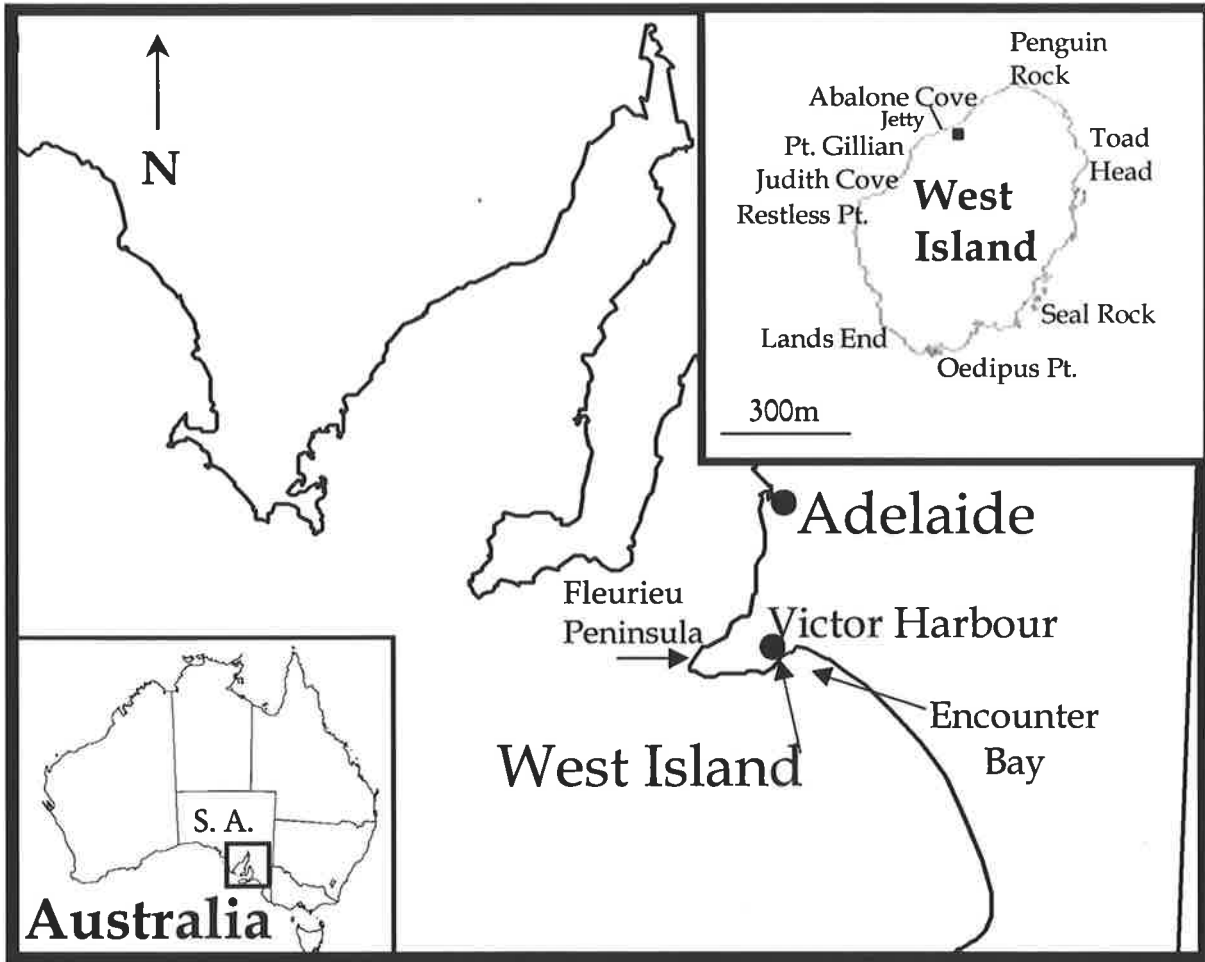 N
Penguin
Rock
Abalone Cove
Jetty
Pt. Gillian
Toad
Head
Judith Cove
Restless Pt.
West
Island
Seal Rock
Lands End
Oedipus Pt.
300m
Adelaide
Fleurieu
Peninsula
Victor Harbour
Encounter
Bay
West Island
S. A.
Australia